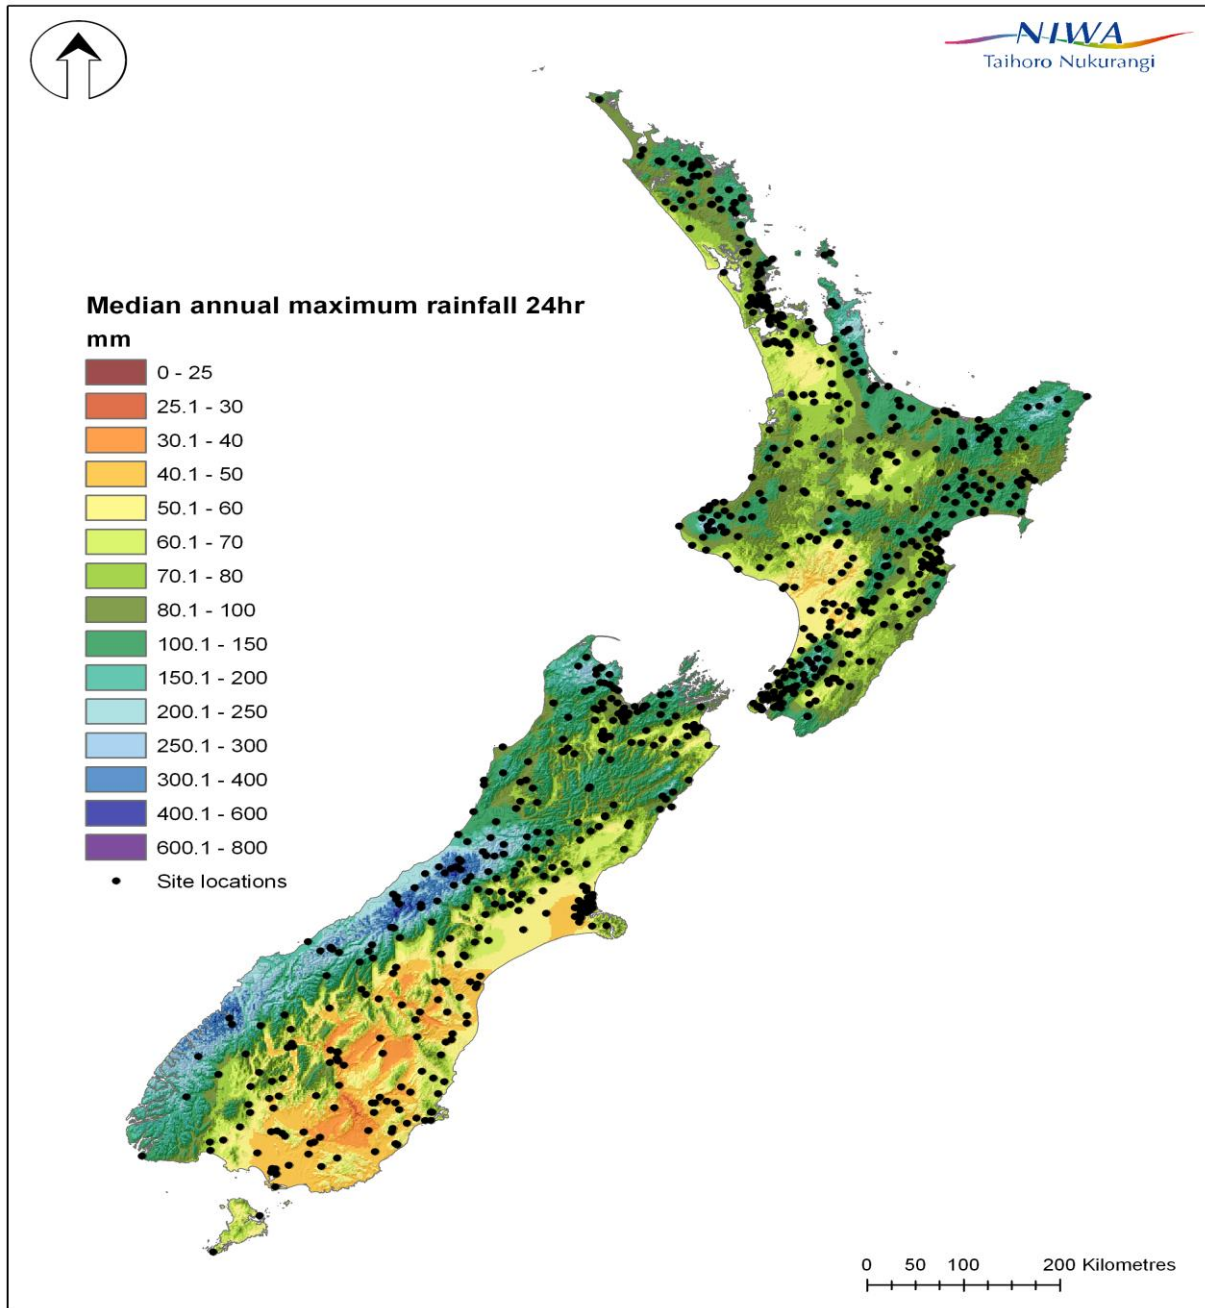 NIWA
Taihoro Nukurangi
Median annual maximum rainfall 24hr
mm
0 - 25
25.1 - 30
30.1 - 40
40.1 - 50
50.1 - 60
60.1 - 70
70.1 - 80
80.1 - 100
100.1 - 150
150.1 - 200
200.1 - 250
250.1 - 300
300.1 - 400
400.1 - 600
600.1 - 800
Site locations
0 50 100 200 Kilometres